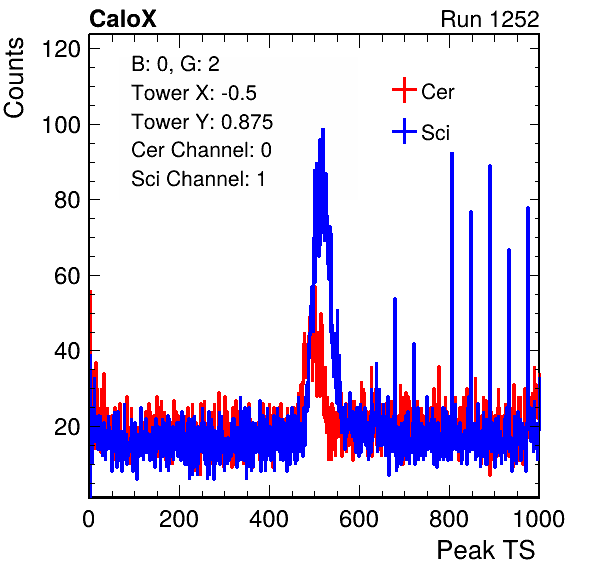 CaloX Run 1252
Counts
120
100
80
60
40
20
B: 0, G: 2
Tower X: -0.5
Tower Y: 0.875
Cer Channel: 0
Sci Channel: 1
Cer
Sci
0 200 400 600 800 1000
Peak TS